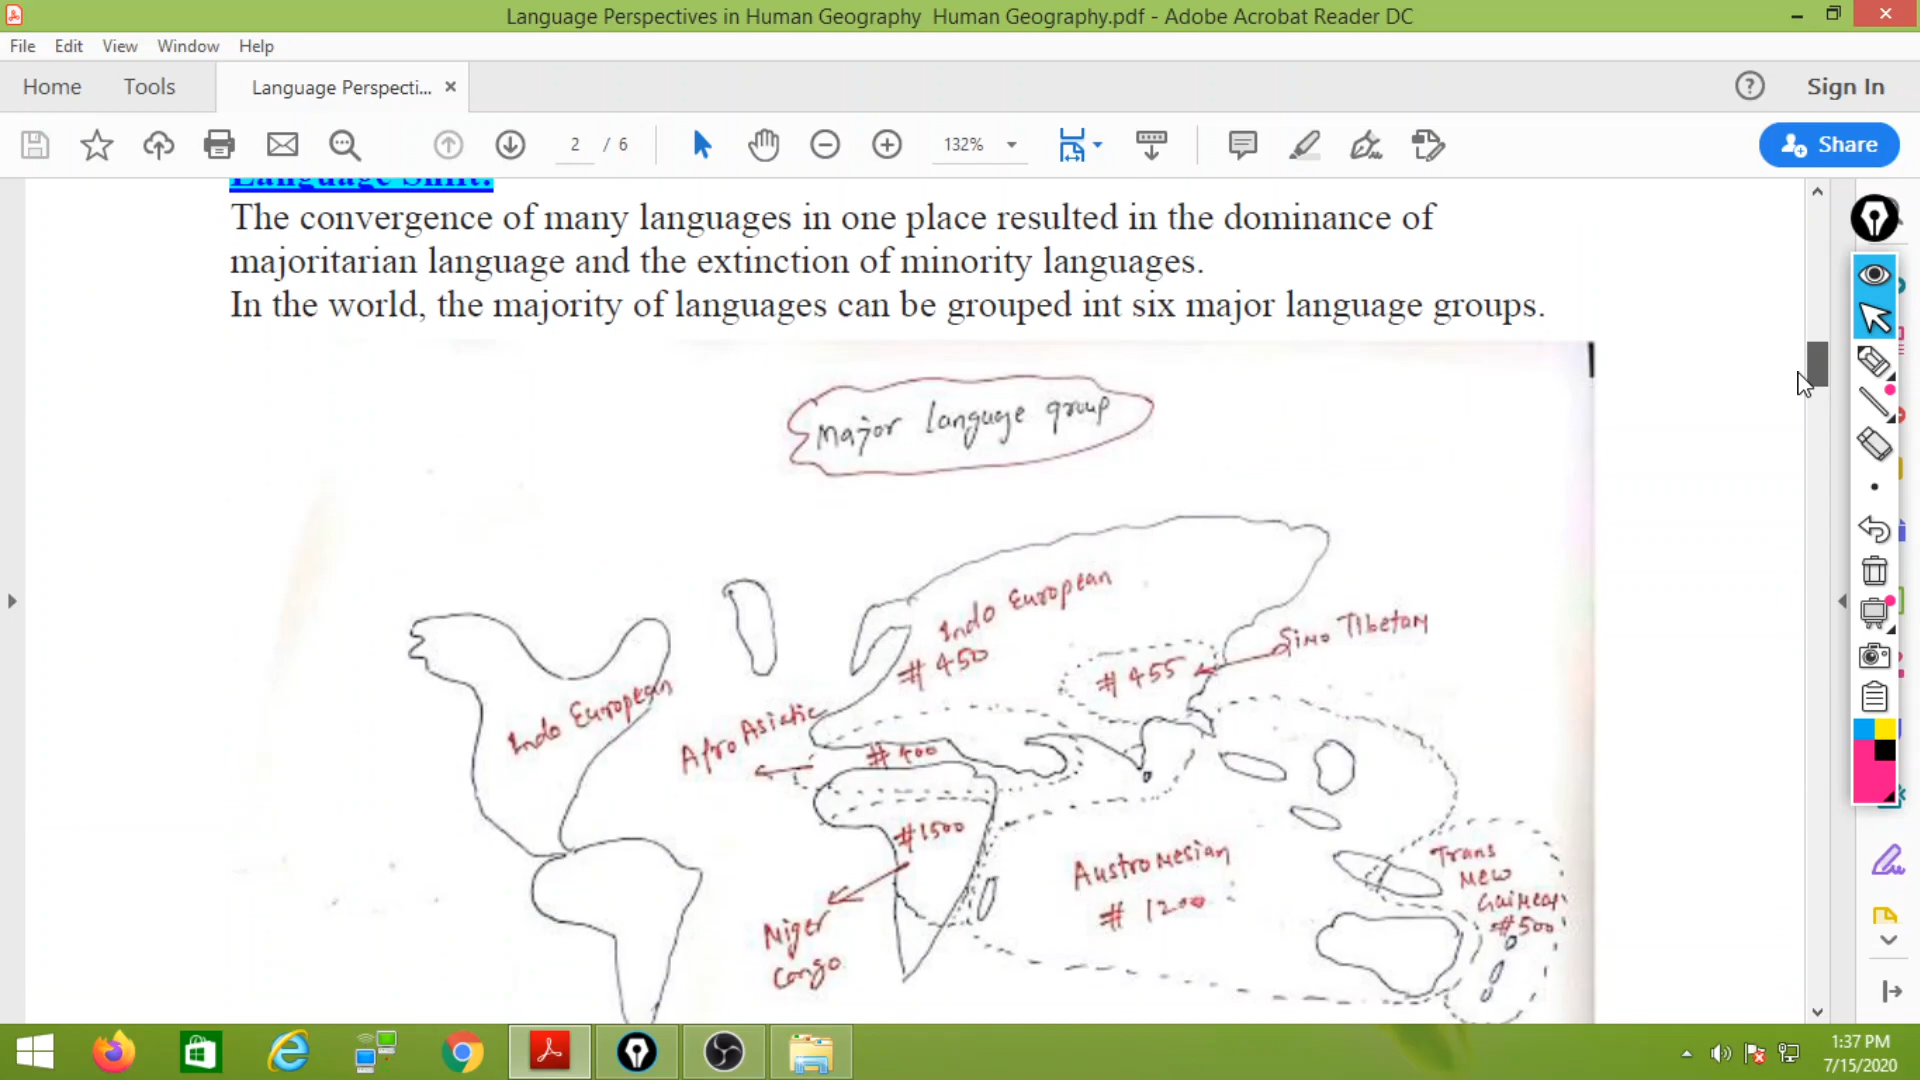 Language Perspectives in Human Geography  Human Geography.pdf - Adobe Acrobat Reader DC
File Edit View Window Help
Home Tools Language Perspecti... × ? Sign In
2 / 6 132% Share
Language Shift:
The convergence of many languages in one place resulted in the dominance of
majoritarian language and the extinction of minority languages.
In the world, the majority of languages can be grouped int six major language groups.
Major language group
Indo European
# 450
Sino Tibetan
# 455
Indo European
Afro Asiatic
# 400
# 1500
Niger
Congo
Austronesian
# 1200
Trans
New
Guinean
# 500
1:37 PM
7/15/2020